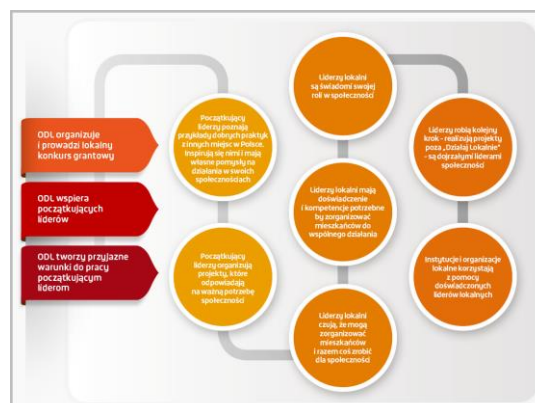 ODL organizuje
i prowadzi lokalny
konkurs grantowy
ODL wspiera
początkujących
liderów
ODL tworzy przyjazne
warunki do pracy
początkującym
liderom
Początkujący
liderzy poznają
przykłady dobrych praktyk
z innych miejsc w Polsce.
Inspirują się nimi i mają
własne pomysły na
działania w swoich
społecznościach
Początkujący
liderzy organizują
projekty, które
odpowiadają
na ważną potrzebę
społeczności
Liderzy lokalni
są świadomi swojej
roli w społeczności
Liderzy lokalni mają
doświadczenie
i kompetencje potrzebne
by zorganizować
mieszkańców do
wspólnego działania
Liderzy lokalni
czują, że mogą
zorganizować
mieszkańców
i razem coś zrobić
dla społeczności
Liderzy robią kolejny
krok - realizują projekty
poza „Działaj Lokalnie"
- są dojrzałymi liderami
społeczności
Instytucje i organizacje
lokalne korzystają
z pomocy
doświadczonych
liderów lokalnych